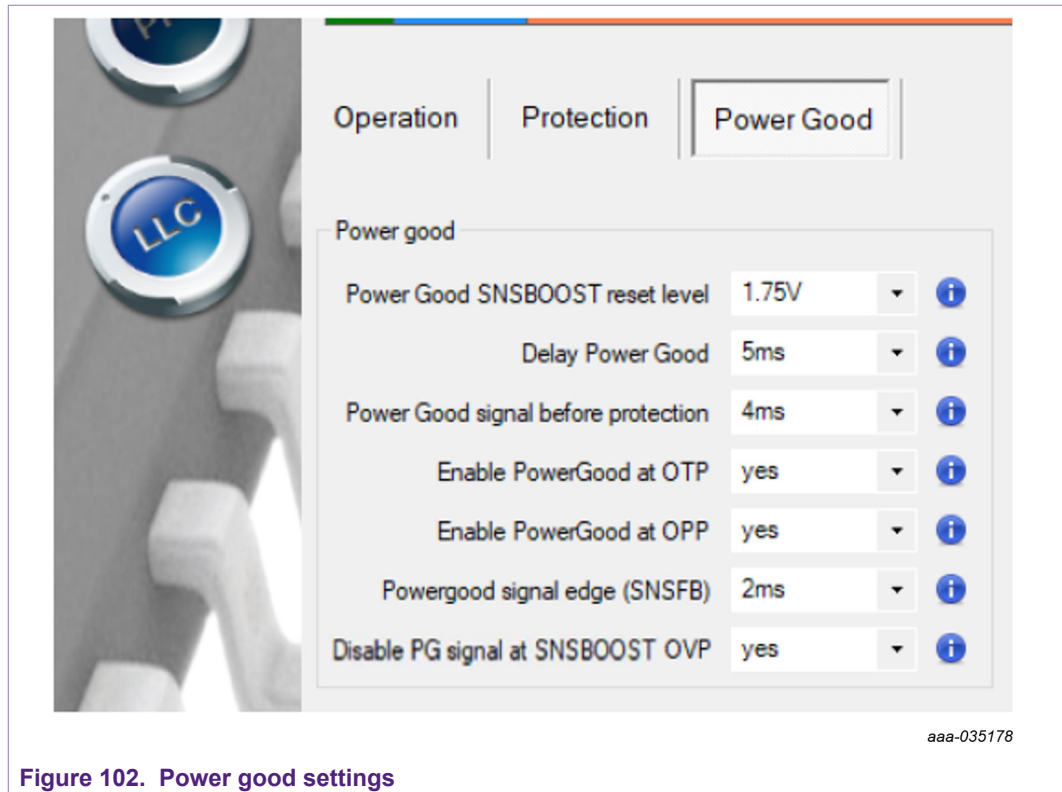 Operation
Protection
Power Good
LLC
Power good
Power Good SNSBOOST reset level 1.75V
Delay Power Good 5ms
Power Good signal before protection 4ms
Enable PowerGood at OTP yes
Enable PowerGood at OPP yes
Powergood signal edge (SNSFB) 2ms
Disable PG signal at SNSBOOST OVP yes
aaa-035178
Figure 102. Power good settings